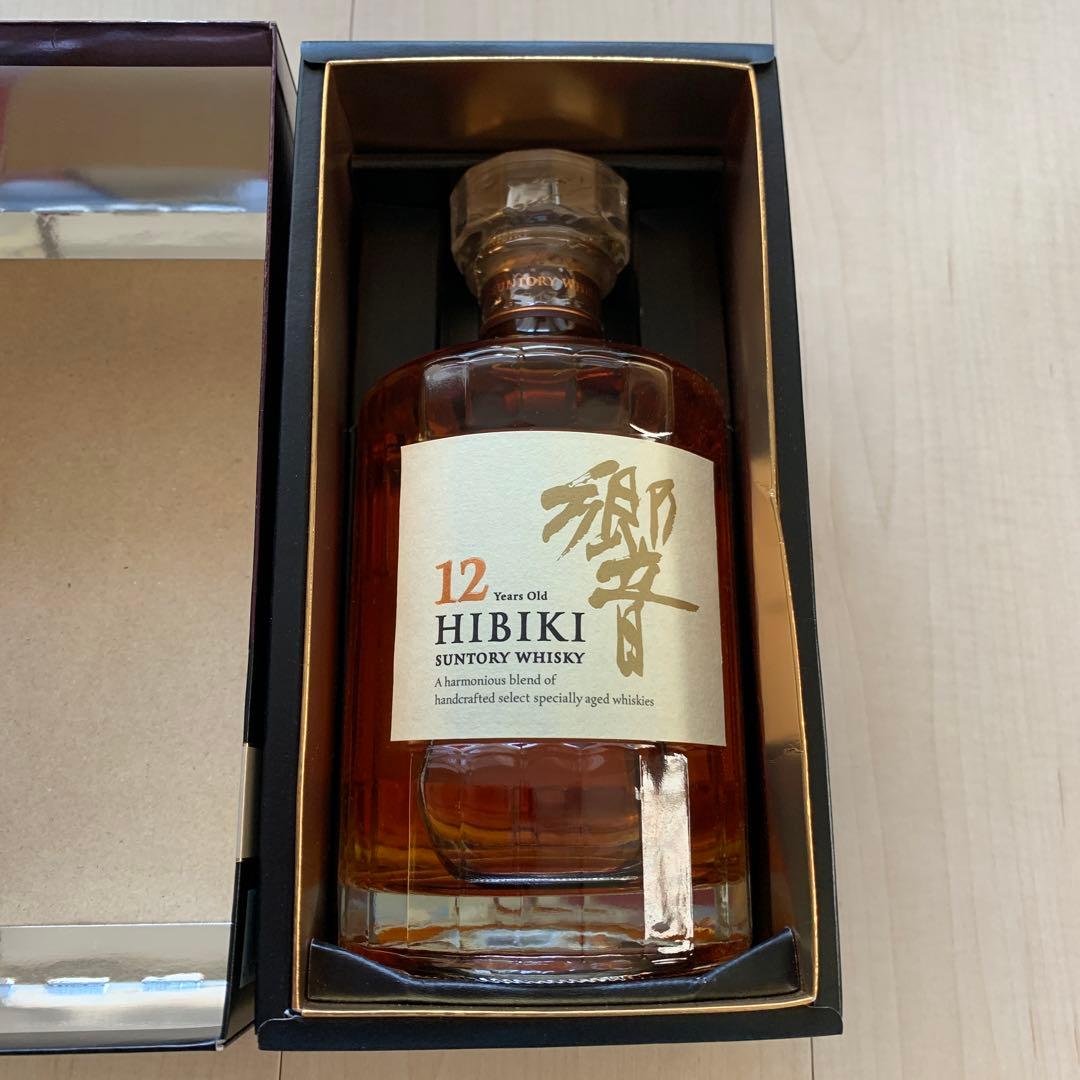 SUNTORY WHI
響
12 Years Old
HIBIKI
SUNTORY WHISKY
A harmonious blend of
handcrafted select specially aged whiskies